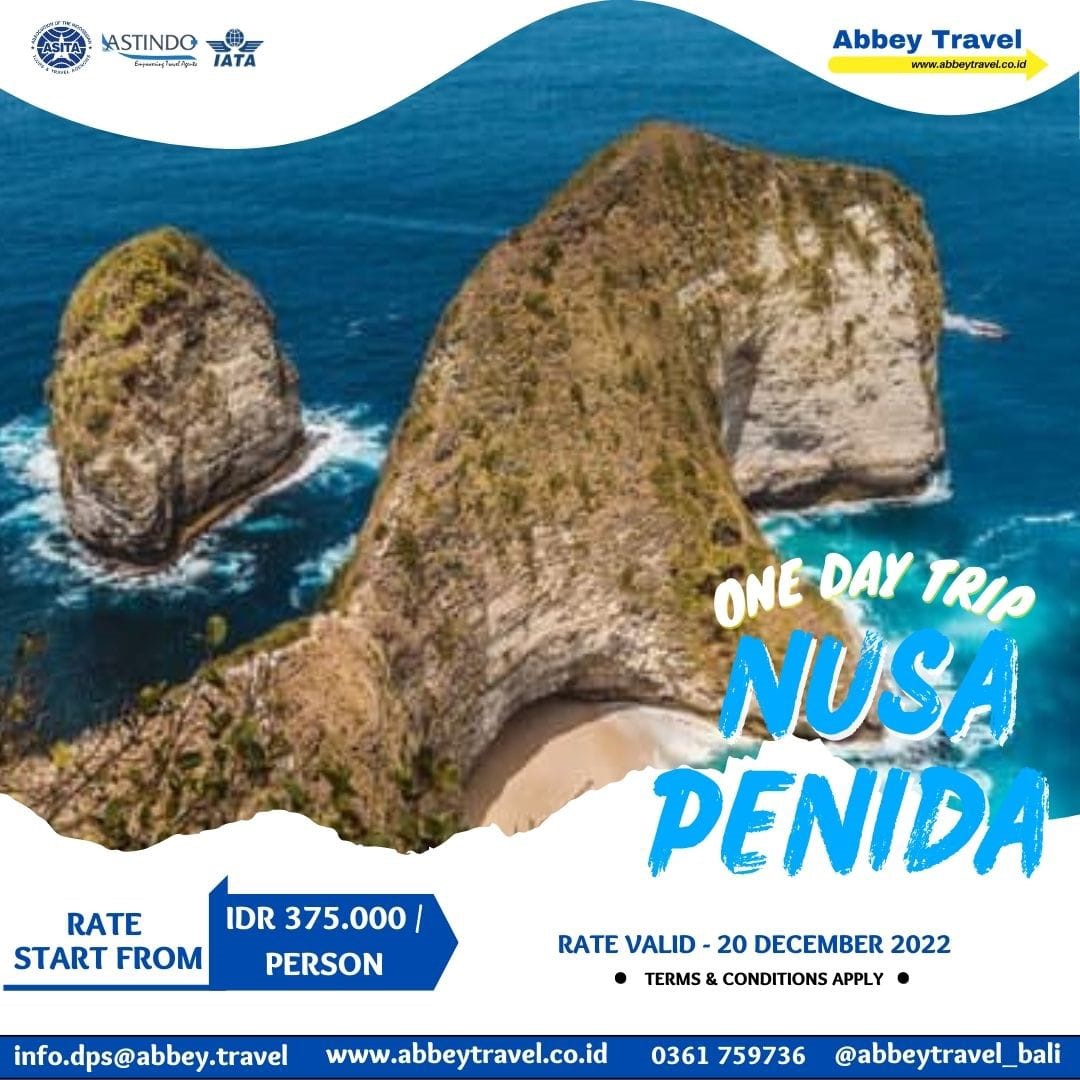 ASITA
ASTINDO
Empowering Travel Agents
IATA
Abbey Travel
www.abbeytravel.co.id
ONE DAY TRIP
NUSA
PENIDA
RATE
START FROM
IDR 375.000 /
PERSON
RATE VALID - 20 DECEMBER 2022
● TERMS & CONDITIONS APPLY ●
info.dps@abbey.travel
www.abbeytravel.co.id
0361 759736
@abbeytravel_bali